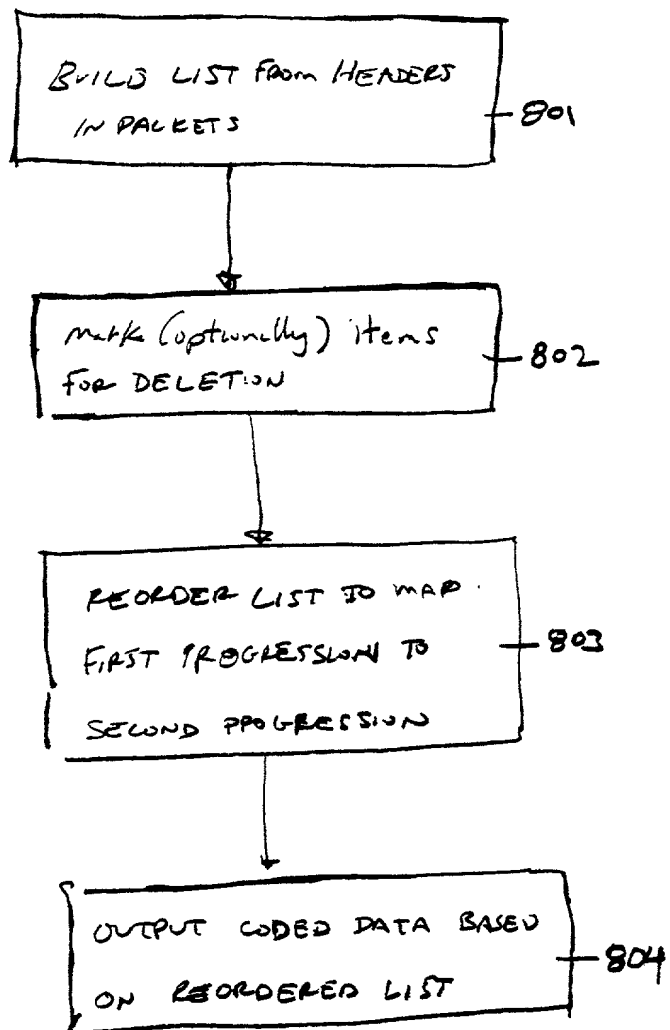 BUILD LIST FROM HEADERS
IN PACKETS
801
mark (optionally) items
FOR DELETION
802
REORDER LIST TO MAP
FIRST PROGRESSION TO
SECOND PROGRESSION
803
OUTPUT CODED DATA BASED
ON REORDERED LIST
804